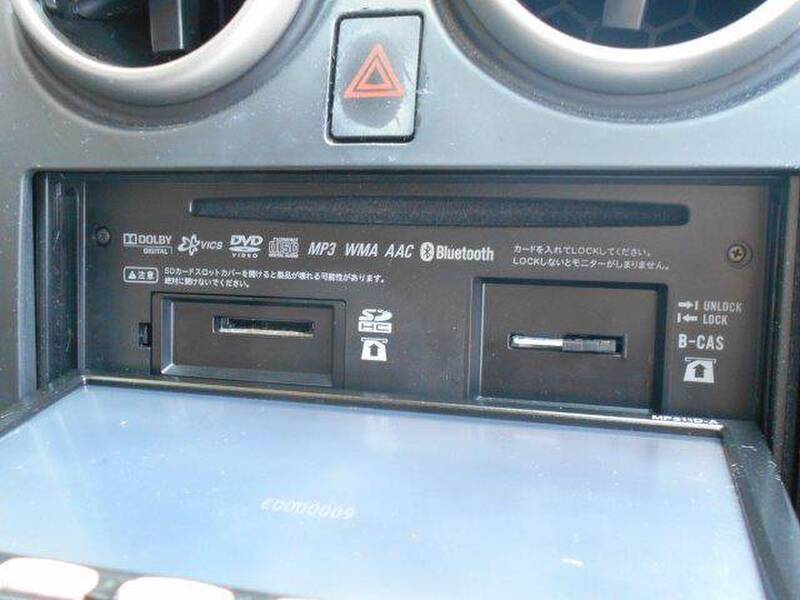 DOLBY DIGITAL VICS DVD VIDEO COMPACT disc DIGITAL AUDIO MP3 WMA AAC Bluetooth
カードを入れてLOCKしてください。
LOCKしないとモニターがしまりません。
注意 SDカードスロットカバーを開けると製品が壊れる可能性があります。
絶対に開けないでください。
UNLOCK
LOCK
SD HC
B-CAS